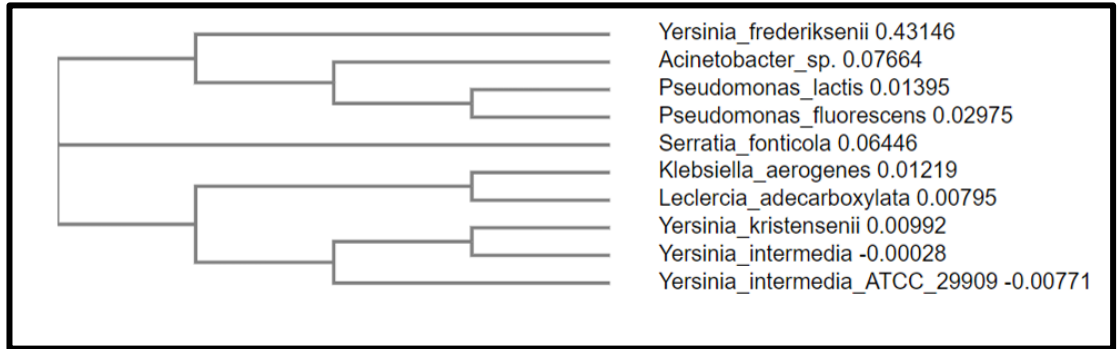 Yersinia_frederiksenii 0.43146
Acinetobacter_sp. 0.07664
Pseudomonas_lactis 0.01395
Pseudomonas_fluorescens 0.02975
Serratia_fonticola 0.06446
Klebsiella_aerogenes 0.01219
Leclercia_adecarboxylata 0.00795
Yersinia_kristensenii 0.00992
Yersinia_intermedia -0.00028
Yersinia_intermedia_ATCC_29909 -0.00771